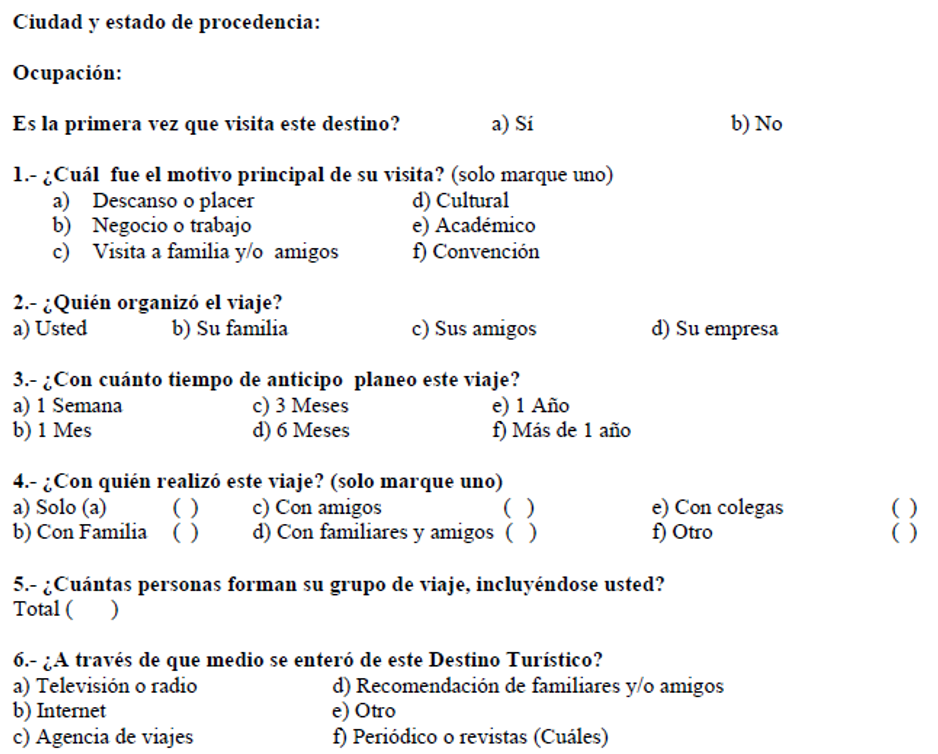 Ciudad y estado de procedencia:
Ocupación:
Es la primera vez que visita este destino? a) Sí b) No
1.- ¿Cuál fue el motivo principal de su visita? (solo marque uno)
a) Descanso o placer d) Cultural
b) Negocio o trabajo e) Académico
c) Visita a familia y/o amigos f) Convención
2.- ¿Quién organizó el viaje?
a) Usted b) Su familia c) Sus amigos d) Su empresa
3.- ¿Con cuánto tiempo de anticipo planeo este viaje?
a) 1 Semana c) 3 Meses e) 1 Año
b) 1 Mes d) 6 Meses f) Más de 1 año
4.- ¿Con quién realizó este viaje? (solo marque uno)
a) Solo (a) ( ) c) Con amigos ( ) e) Con colegas ( )
b) Con Familia ( ) d) Con familiares y amigos ( ) f) Otro ( )
5.- ¿Cuántas personas forman su grupo de viaje, incluyéndose usted?
Total ( )
6.- ¿A través de que medio se enteró de este Destino Turístico?
a) Televisión o radio d) Recomendación de familiares y/o amigos
b) Internet e) Otro
c) Agencia de viajes f) Periódico o revistas (Cuáles)